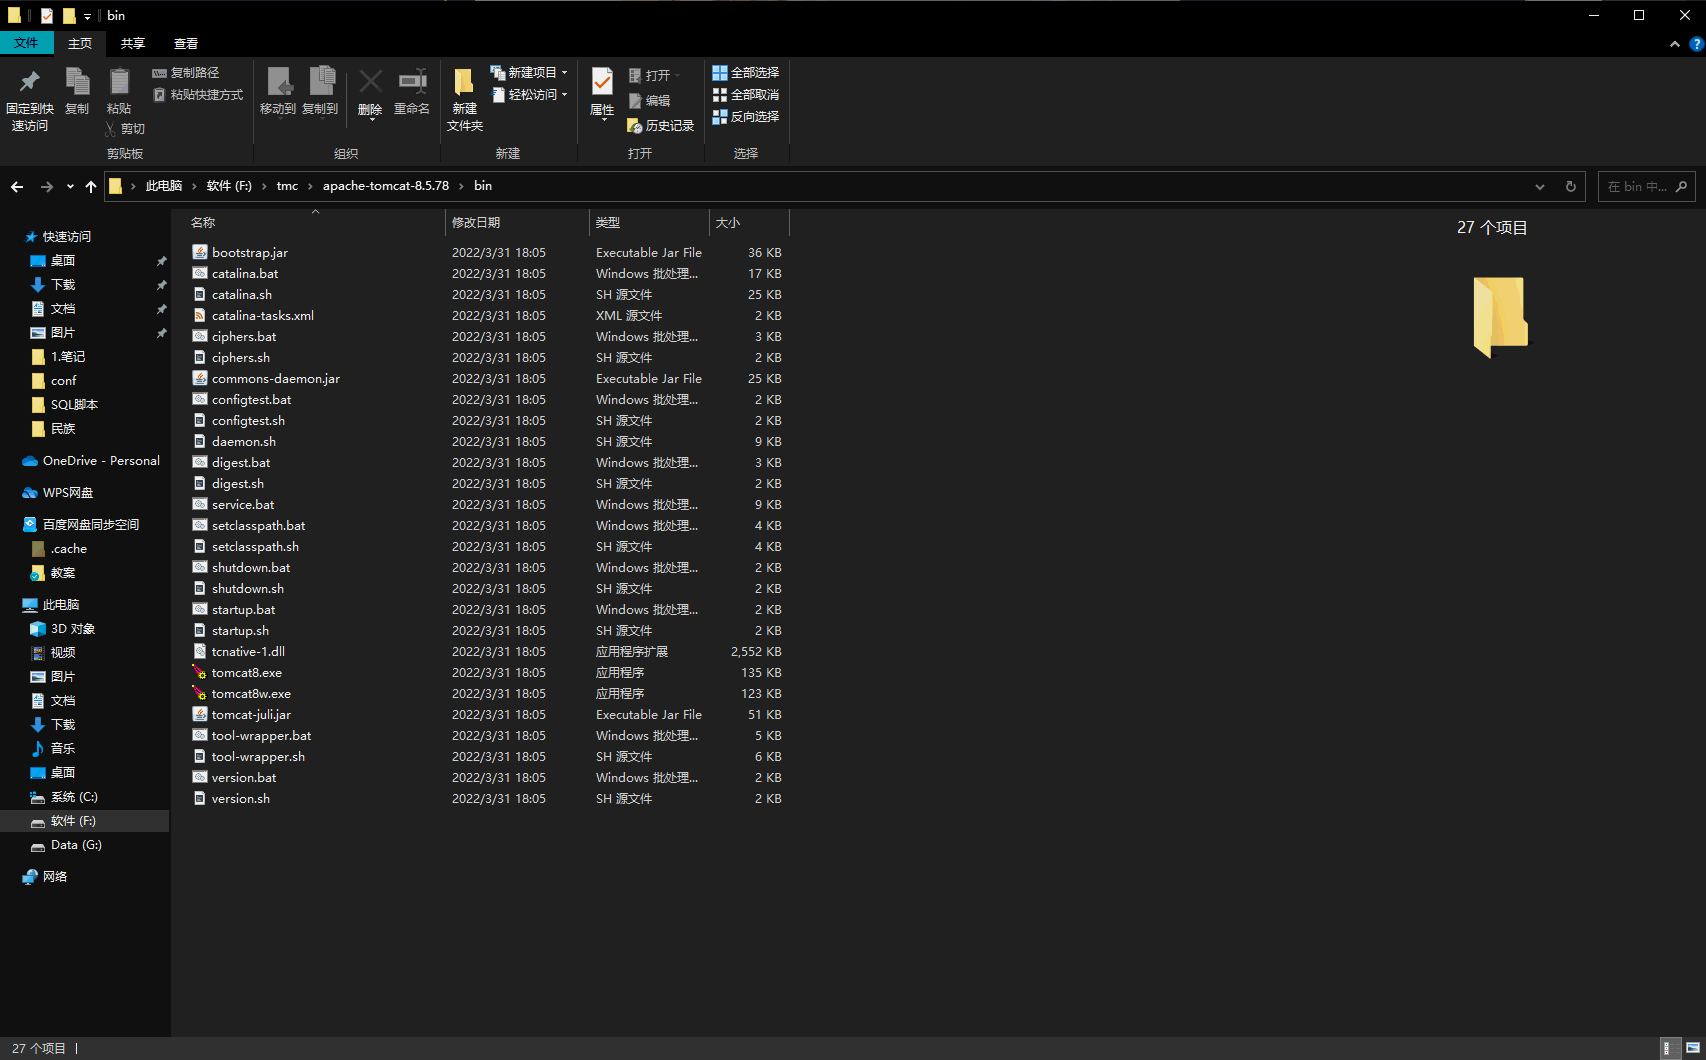 bin
文件 主页 共享 查看
固定到快速访问
复制
粘贴
复制路径
粘贴快捷方式
剪切
剪贴板
移动到 复制到 删除 重命名
组织
新建文件夹
新建项目
轻松访问
新建
属性
打开
编辑
历史记录
打开
全部选择
全部取消
反向选择
选择
此电脑 › 软件 (F:) › tmc › apache-tomcat-8.5.78 › bin
在 bin 中...
快速访问
桌面
下载
文档
图片
1.笔记
conf
SQL脚本
民族
OneDrive - Personal
WPS网盘
百度网盘同步空间
.cache
教案
此电脑
3D 对象
视频
图片
文档
下载
音乐
桌面
系统 (C:)
软件 (F:)
Data (G:)
网络
名称 修改日期 类型 大小
bootstrap.jar 2022/3/31 18:05 Executable Jar File 36 KB
catalina.bat 2022/3/31 18:05 Windows 批处理... 17 KB
catalina.sh 2022/3/31 18:05 SH 源文件 25 KB
catalina-tasks.xml 2022/3/31 18:05 XML 源文件 2 KB
ciphers.bat 2022/3/31 18:05 Windows 批处理... 3 KB
ciphers.sh 2022/3/31 18:05 SH 源文件 2 KB
commons-daemon.jar 2022/3/31 18:05 Executable Jar File 25 KB
configtest.bat 2022/3/31 18:05 Windows 批处理... 2 KB
configtest.sh 2022/3/31 18:05 SH 源文件 2 KB
daemon.sh 2022/3/31 18:05 SH 源文件 9 KB
digest.bat 2022/3/31 18:05 Windows 批处理... 3 KB
digest.sh 2022/3/31 18:05 SH 源文件 2 KB
service.bat 2022/3/31 18:05 Windows 批处理... 9 KB
setclasspath.bat 2022/3/31 18:05 Windows 批处理... 4 KB
setclasspath.sh 2022/3/31 18:05 SH 源文件 4 KB
shutdown.bat 2022/3/31 18:05 Windows 批处理... 2 KB
shutdown.sh 2022/3/31 18:05 SH 源文件 2 KB
startup.bat 2022/3/31 18:05 Windows 批处理... 2 KB
startup.sh 2022/3/31 18:05 SH 源文件 2 KB
tcnative-1.dll 2022/3/31 18:05 应用程序扩展 2,552 KB
tomcat8.exe 2022/3/31 18:05 应用程序 135 KB
tomcat8w.exe 2022/3/31 18:05 应用程序 123 KB
tomcat-juli.jar 2022/3/31 18:05 Executable Jar File 51 KB
tool-wrapper.bat 2022/3/31 18:05 Windows 批处理... 5 KB
tool-wrapper.sh 2022/3/31 18:05 SH 源文件 6 KB
version.bat 2022/3/31 18:05 Windows 批处理... 2 KB
version.sh 2022/3/31 18:05 SH 源文件 2 KB
27 个项目
27 个项目